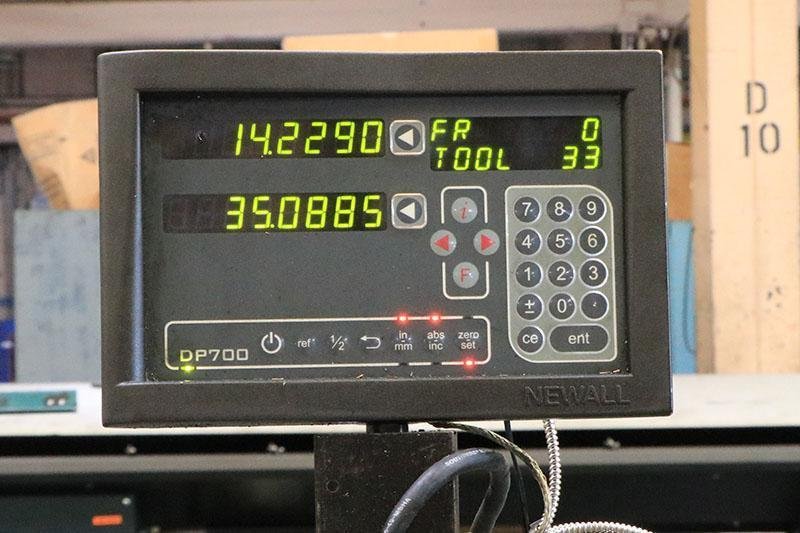 14.2290
FR 0
TOOL 33
35.0885
i
F
7 8 9
4 5 6
1 2 3
± 0 .
ce ent
DP700
ref
1/2
in
mm
abs
inc
zero
set
NEWALL
D
10